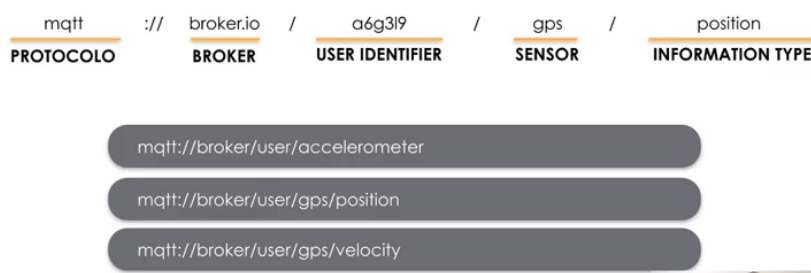 mqtt :// broker.io / a6g3l9 / gps / position
PROTOCOLO BROKER USER IDENTIFIER SENSOR INFORMATION TYPE
mqtt://broker/user/accelerometer
mqtt://broker/user/gps/position
mqtt://broker/user/gps/velocity